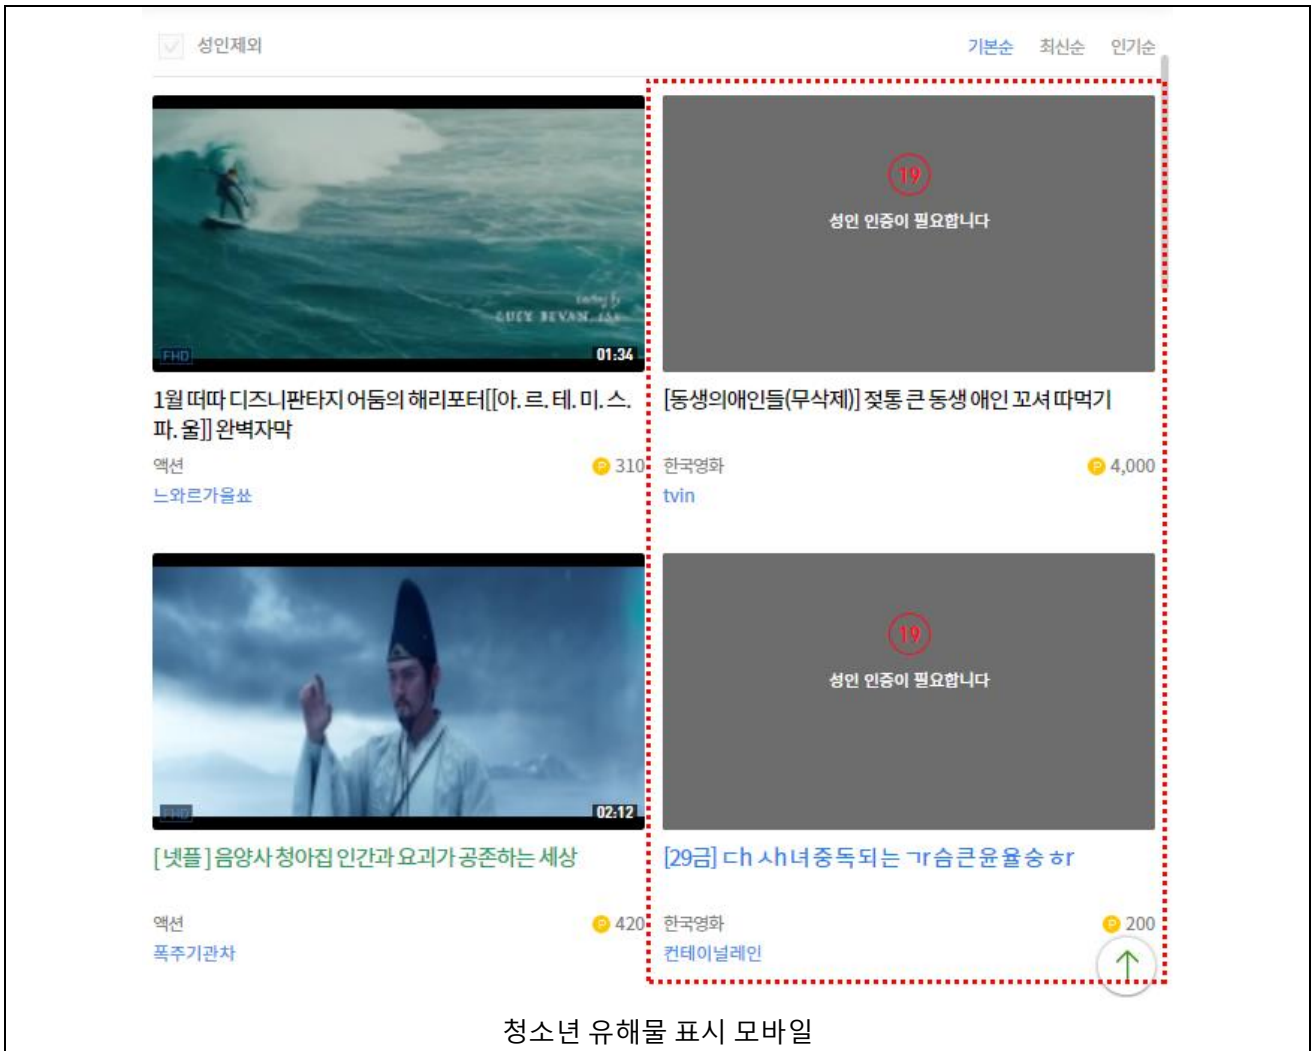 성인제외
기본순 최신순 인기순
LUCY BEVAN, CSA
FHD
01:34
19
성인 인증이 필요합니다
1월 떠따 디즈니판타지 어둠의 해리포터[[아. 르. 테. 미. 스.
파. 울]] 완벽자막
액션
P 310
느와르가을쑈
[동생의애인들(무삭제)] 젖통 큰 동생 애인 꼬셔 따먹기
한국영화
P 4,000
tvin
FHD
02:12
19
성인 인증이 필요합니다
[ 넷플 ] 음양사 청아집 인간과 요괴가 공존하는 세상
액션
P 420
폭주기관차
[29금] ㄷh ㅅh녀 중독되는 ㄱr슴큰윤율숭ㅎr
한국영화
P 200
컨테이널레인
청소년 유해물 표시 모바일